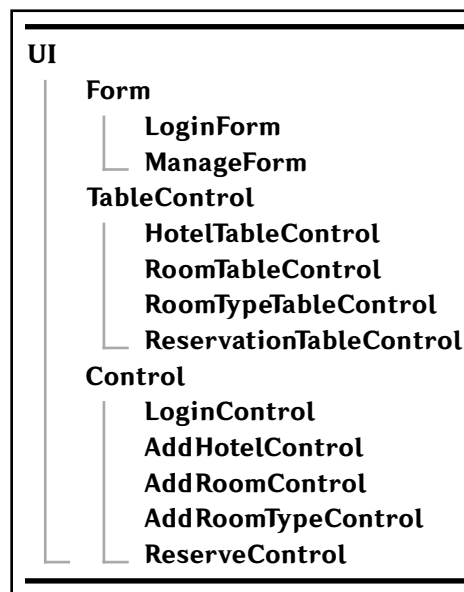 UI
Form
LoginForm
ManageForm
TableControl
HotelTableControl
RoomTableControl
RoomTypeTableControl
ReservationTableControl
Control
LoginControl
AddHotelControl
AddRoomControl
AddRoomTypeControl
ReserveControl